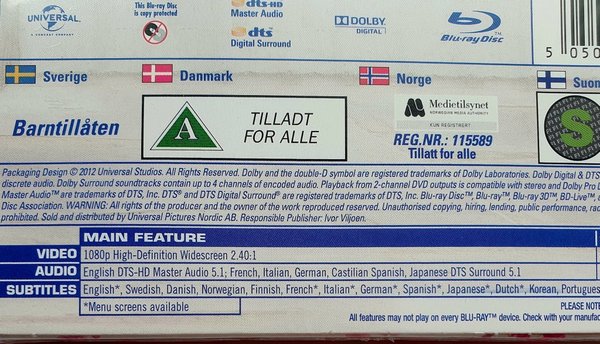 UNIVERSAL
This Blu-ray Disc
is copy protected
dts-HD
Master Audio
dts
Digital Surround
DOLBY
DIGITAL
Blu-ray Disc
5 050
Sverige
Danmark
Norge
Barntillåten
A
TILLADT
FOR ALLE
Medietilsynet
NORWEGIAN MEDIA AUTHORITY
KUN REGISTRERT
REG.NR.: 115589
Tillatt for alle
S
Packaging Design © 2012 Universal Studios. All Rights Reserved. Dolby and the double-D symbol are registered trademarks of Dolby Laboratories. Dolby Digital & DTS
discrete audio. Dolby Surround soundtracks contain up to 4 channels of encoded audio. Playback from 2-channel DVD outputs is compatible with stereo and Dolby Pro
Master Audio™ are trademarks of DTS, Inc. DTS® and DTS Digital Surround® are registered trademarks of DTS, Inc. Blu-ray Disc™, Blu-ray™, Blu-ray 3D™, BD-Live™,
Disc Association. WARNING: All rights of the producer and the owner of the work reproduced reserved. Unauthorised copying, hiring, lending, public performance,
prohibited. Sold and distributed by Universal Pictures Nordic AB. Responsible Publisher: Ivor Viljoen.
MAIN FEATURE
VIDEO 1080p High-Definition Widescreen 2.40:1
AUDIO English DTS-HD Master Audio 5.1; French, Italian, German, Castilian Spanish, Japanese DTS Surround 5.1
SUBTITLES English*, Swedish, Danish, Norwegian, Finnish, French*, Italian*, German*, Spanish*, Japanese*, Dutch*, Korean, Portugues
*Menu screens available
PLEASE NOTE
All features may not play on every BLU-RAY™ device. Check with your manufact